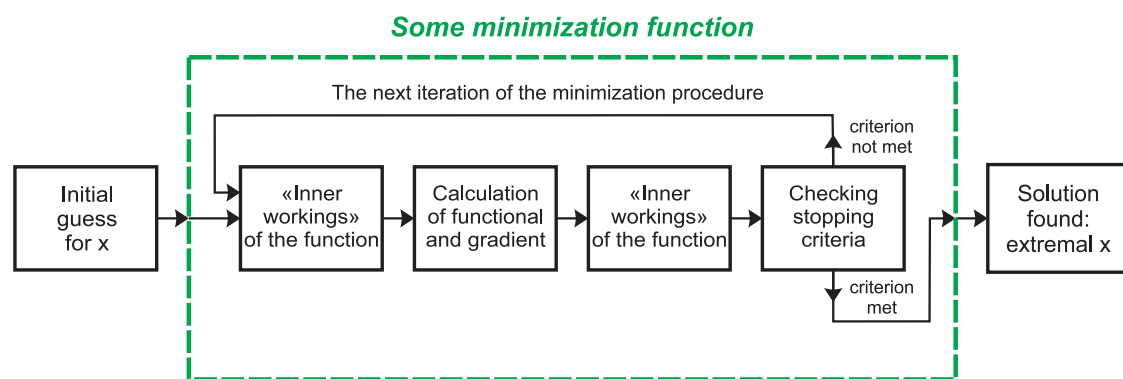 Some minimization function
The next iteration of the minimization procedure
criterion
not met
Initial
guess
for x
«Inner
workings»
of the function
Calculation
of functional
and gradient
«Inner
workings»
of the function
Checking
stopping
criteria
Solution
found:
extremal x
criterion
met